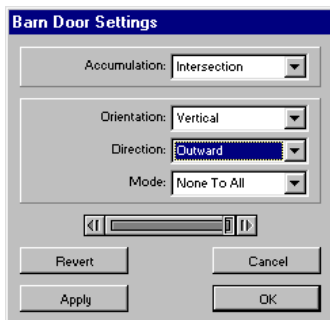 Barn Door Settings
Accumulation: Intersection
Orientation: Vertical
Direction: Outward
Mode: None To All
Revert Cancel
Apply OK